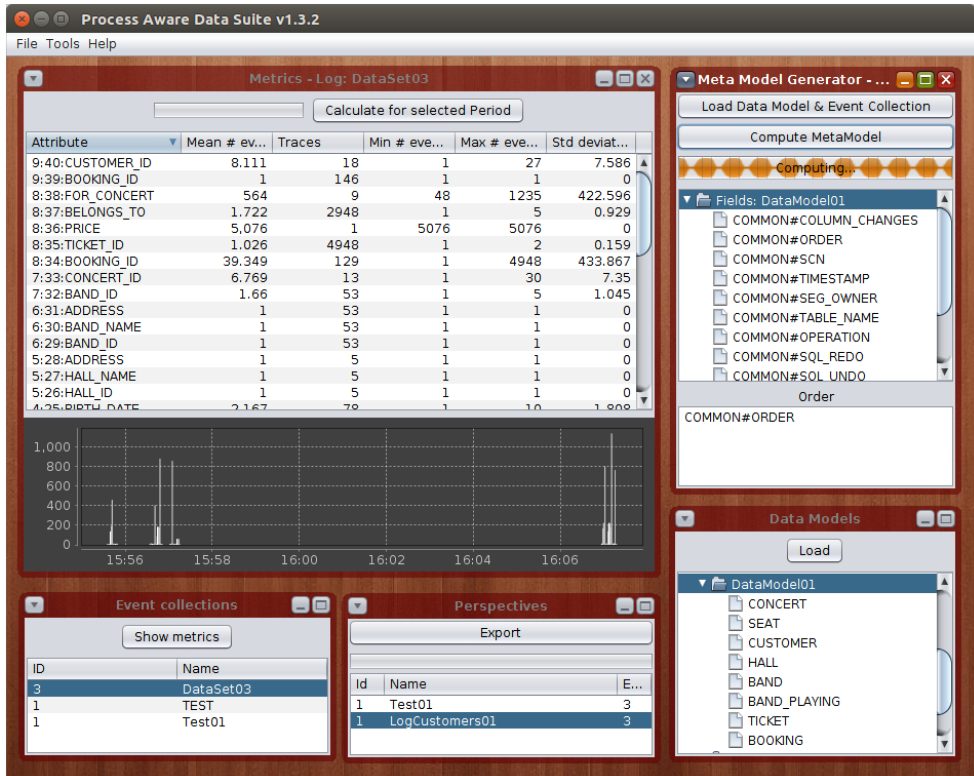 Process Aware Data Suite v1.3.2
File Tools Help
Metrics - Log: DataSet03
Calculate for selected Period
Attribute Mean # ev... Traces Min # eve... Max # eve... Std deviat...
9:40:CUSTOMER_ID 8.111 18 1 27 7.586
9:39:BOOKING_ID 1 146 1 1 0
8:38:FOR_CONCERT 564 9 48 1235 422.596
8:37:BELONGS_TO 1.722 2948 1 5 0.929
8:36:PRICE 5,076 1 5076 5076 0
8:35:TICKET_ID 1.026 4948 1 2 0.159
8:34:BOOKING_ID 39.349 129 1 4948 433.867
7:33:CONCERT_ID 6.769 13 1 30 7.35
7:32:BAND_ID 1.66 53 1 5 1.045
6:31:ADDRESS 1 53 1 1 0
6:30:BAND_NAME 1 53 1 1 0
6:29:BAND_ID 1 53 1 1 0
5:28:ADDRESS 1 5 1 1 0
5:27:HALL_NAME 1 5 1 1 0
5:26:HALL_ID 1 5 1 1 0
4:25:BIRTH_DATE 2.167 78 1 10 1.808
1,000
800
600
400
200
0
15:56 15:58 16:00 16:02 16:04 16:06
Meta Model Generator - ...
Load Data Model & Event Collection
Compute MetaModel
Computing...
Fields: DataModel01
COMMON#COLUMN_CHANGES
COMMON#ORDER
COMMON#SCN
COMMON#TIMESTAMP
COMMON#SEG_OWNER
COMMON#TABLE_NAME
COMMON#OPERATION
COMMON#SQL_REDO
COMMON#SQL_UNDO
Order
COMMON#ORDER
Event collections
Show metrics
ID Name
3 DataSet03
1 TEST
1 Test01
Perspectives
Export
Id Name E...
1 Test01 3
1 LogCustomers01 3
Data Models
Load
DataModel01
CONCERT
SEAT
CUSTOMER
HALL
BAND
BAND_PLAYING
TICKET
BOOKING